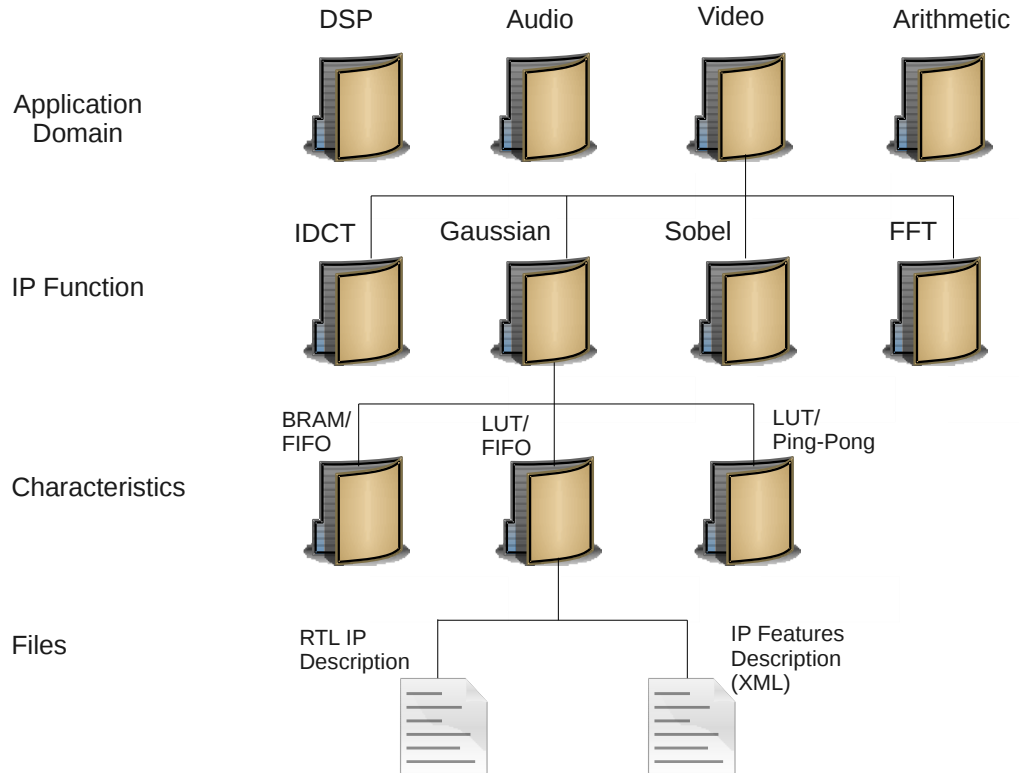 DSP
Audio
Video
Arithmetic
Application
Domain
IDCT
Gaussian
Sobel
FFT
IP Function
BRAM/
FIFO
LUT/
FIFO
LUT/
Ping-Pong
Characteristics
Files
RTL IP
Description
IP Features
Description
(XML)